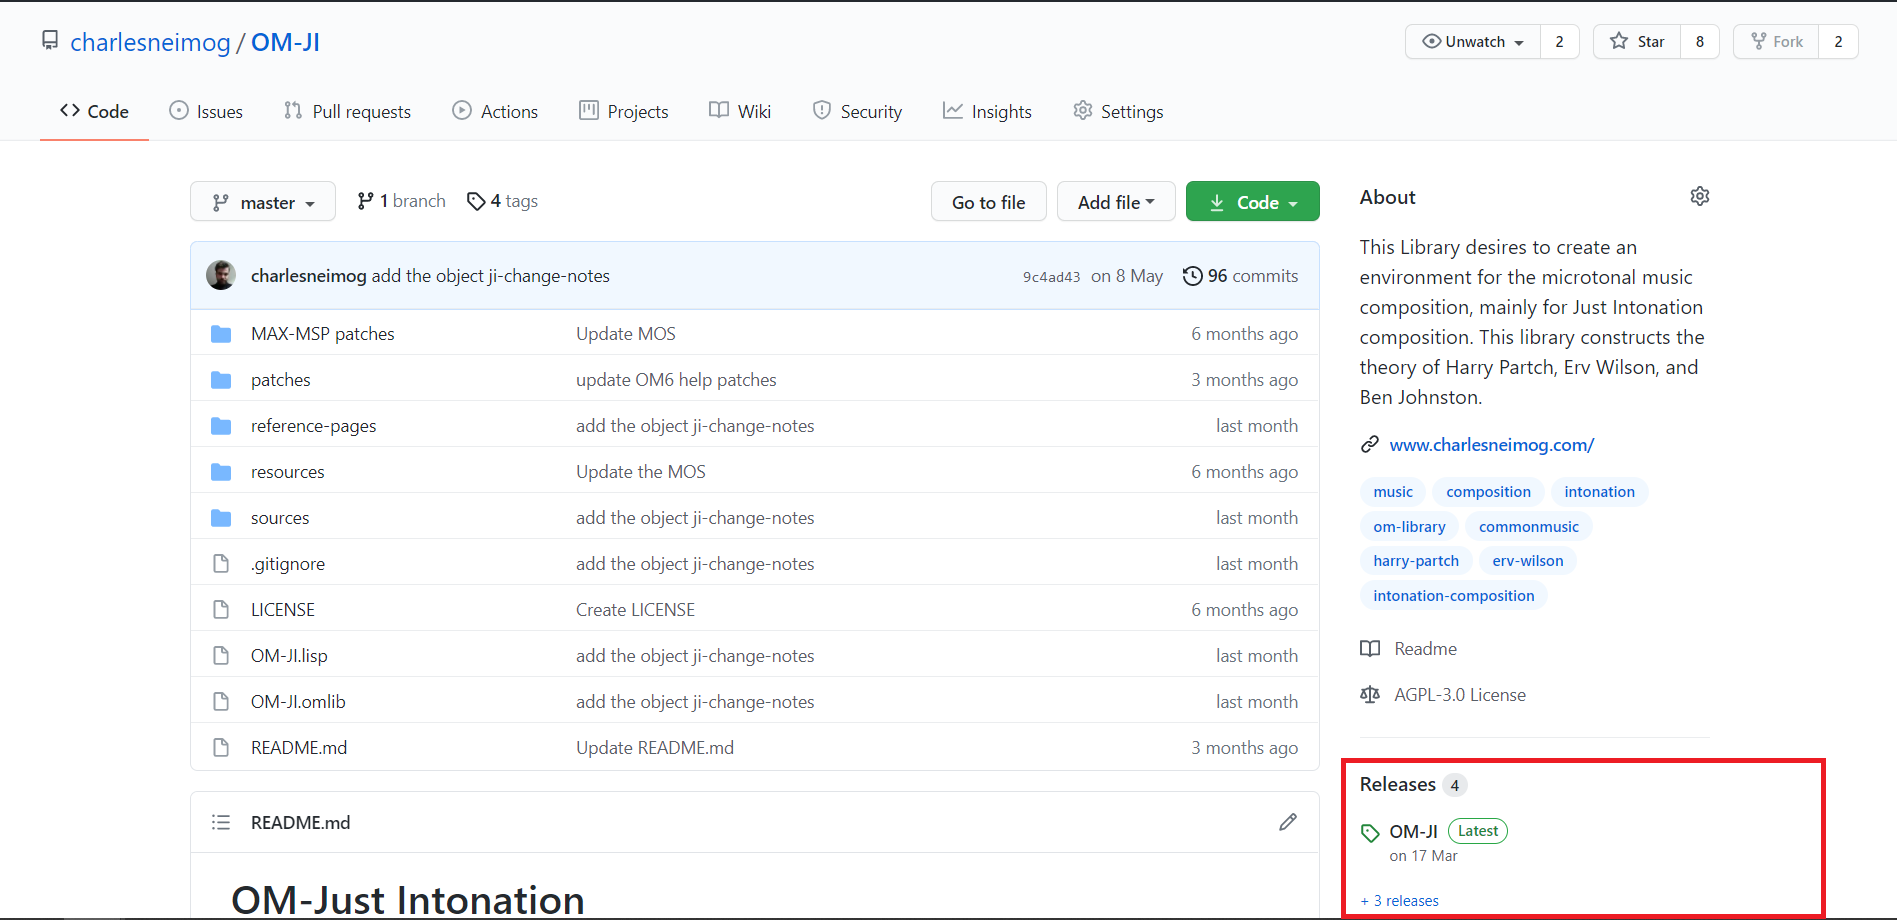 charlesneimog / OM-JI
Unwatch 2 Star 8 Fork 2
Code Issues Pull requests Actions Projects Wiki Security Insights Settings
master 1 branch 4 tags Go to file Add file Code
charlesneimog add the object ji-change-notes 9c4ad43 on 8 May 96 commits
MAX-MSP patches Update MOS 6 months ago
patches update OM6 help patches 3 months ago
reference-pages add the object ji-change-notes last month
resources Update the MOS 6 months ago
sources add the object ji-change-notes last month
.gitignore add the object ji-change-notes last month
LICENSE Create LICENSE 6 months ago
OM-JI.lisp add the object ji-change-notes last month
OM-JI.omlib add the object ji-change-notes last month
README.md Update README.md 3 months ago
README.md
OM-Just Intonation
About
This Library desires to create an
environment for the microtonal music
composition, mainly for Just Intonation
composition. This library constructs the
theory of Harry Partch, Erv Wilson, and
Ben Johnston.
www.charlesneimog.com/
music composition intonation
om-library commonmusic
harry-partch erv-wilson
intonation-composition
Readme
AGPL-3.0 License
Releases 4
OM-JI Latest
on 17 Mar
+ 3 releases